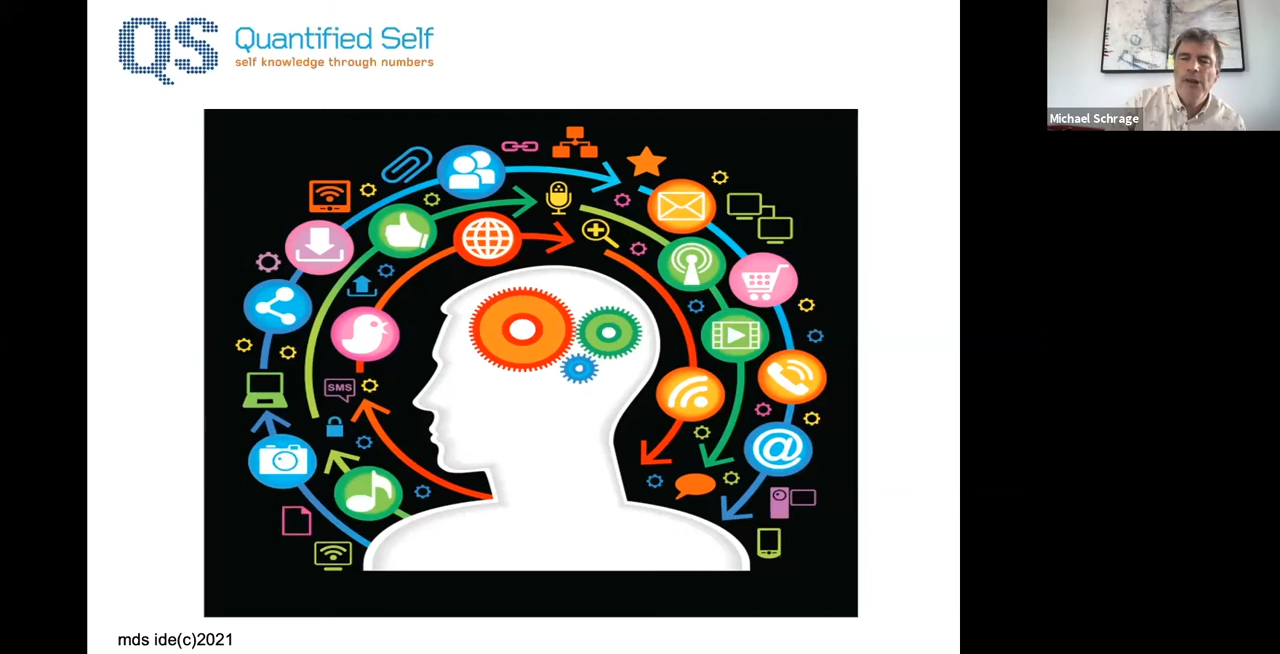 QS Quantified Self
self knowledge through numbers
Michael Schrage
SMS
@
mds ide(c)2021